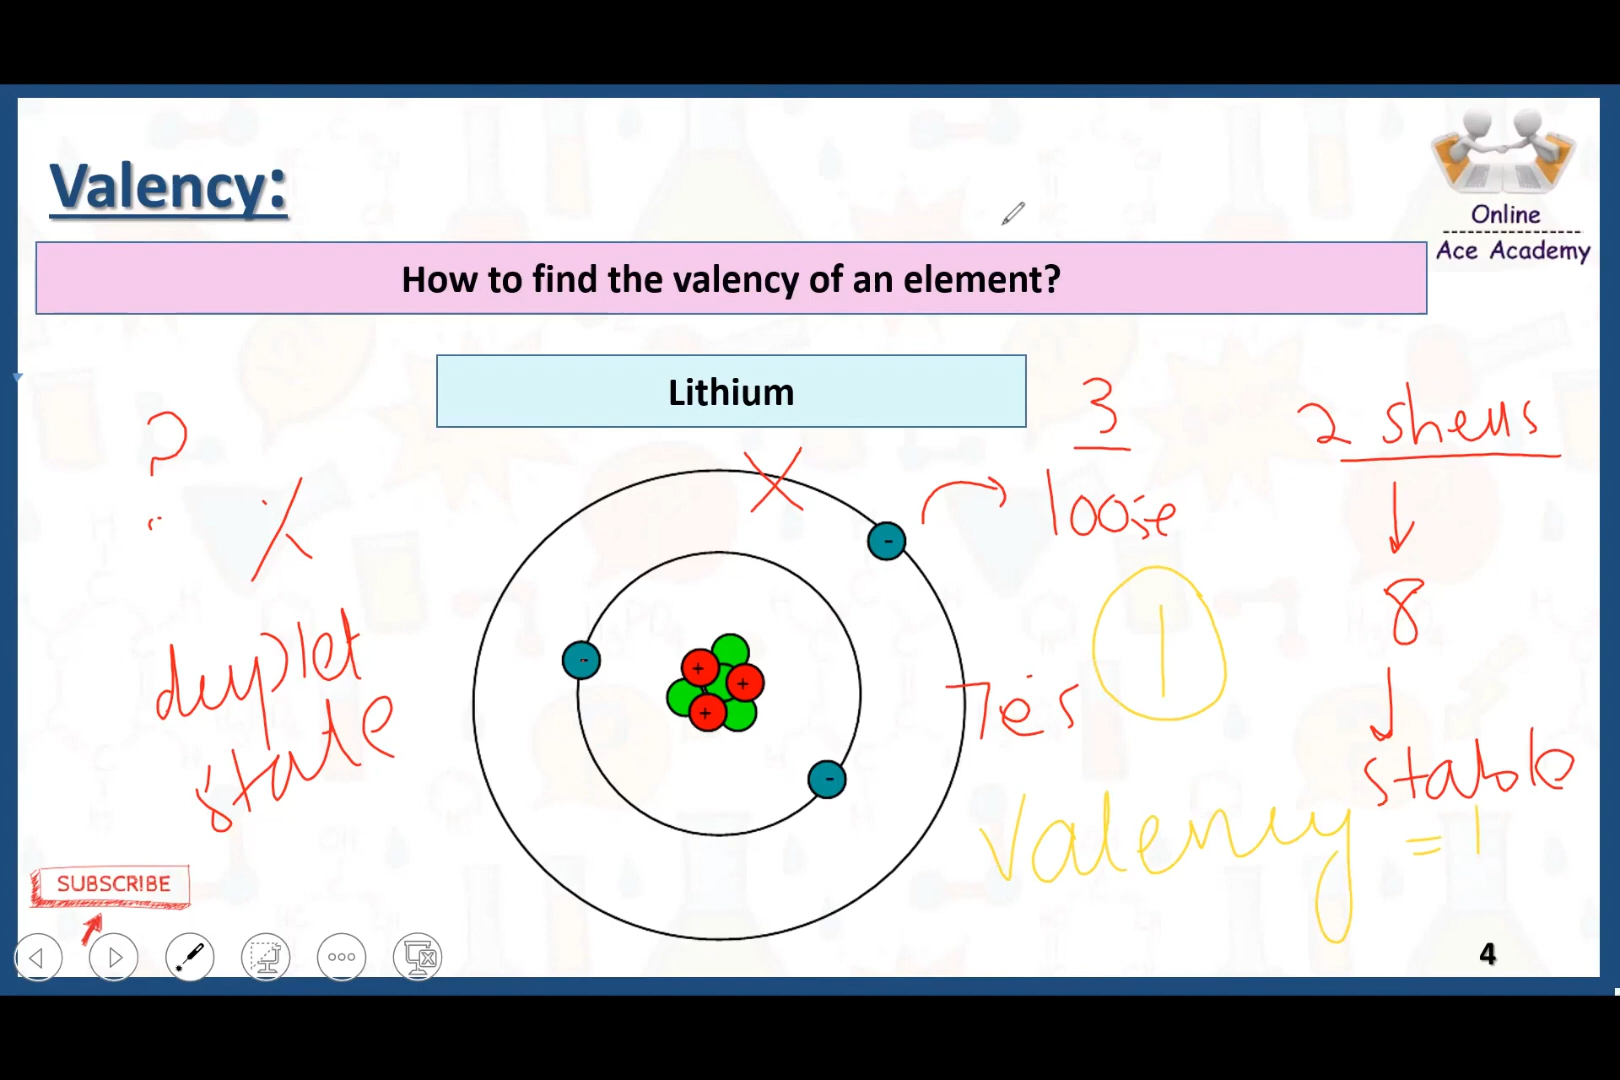 Valency:
Online
Ace Academy
How to find the valency of an element?
Lithium
3
2 shells
?
loose
8
1
duplet
state
7 e's
stable
Valency = 1
SUBSCRIBE
4